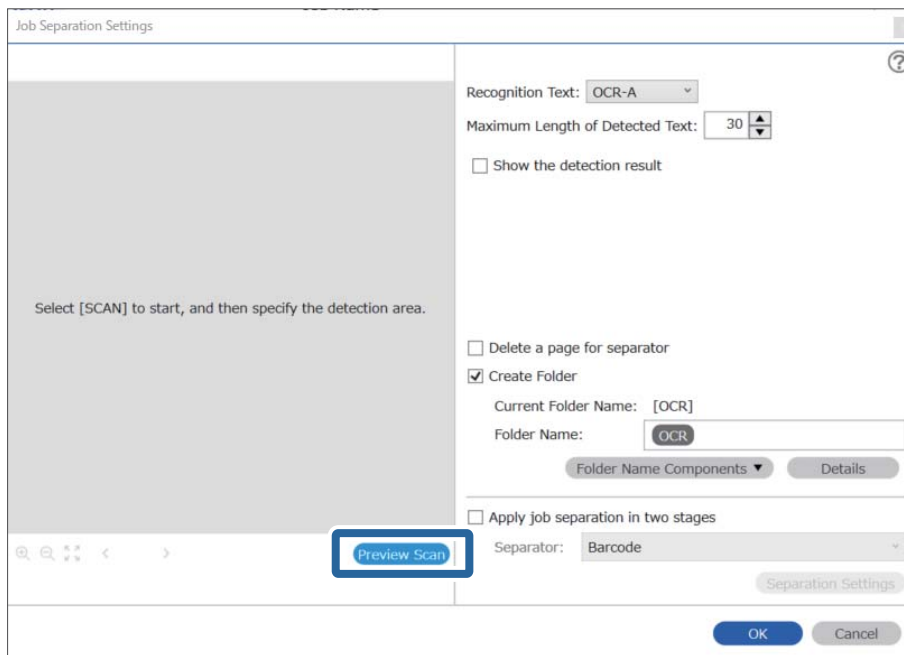 Job Separation Settings
Recognition Text: OCR-A
Maximum Length of Detected Text: 30
Show the detection result
Select [SCAN] to start, and then specify the detection area.
Delete a page for separator
Create Folder
Current Folder Name: [OCR]
Folder Name: OCR
Folder Name Components ▼ Details
Apply job separation in two stages
Preview Scan
Separator: Barcode
Separation Settings
OK Cancel